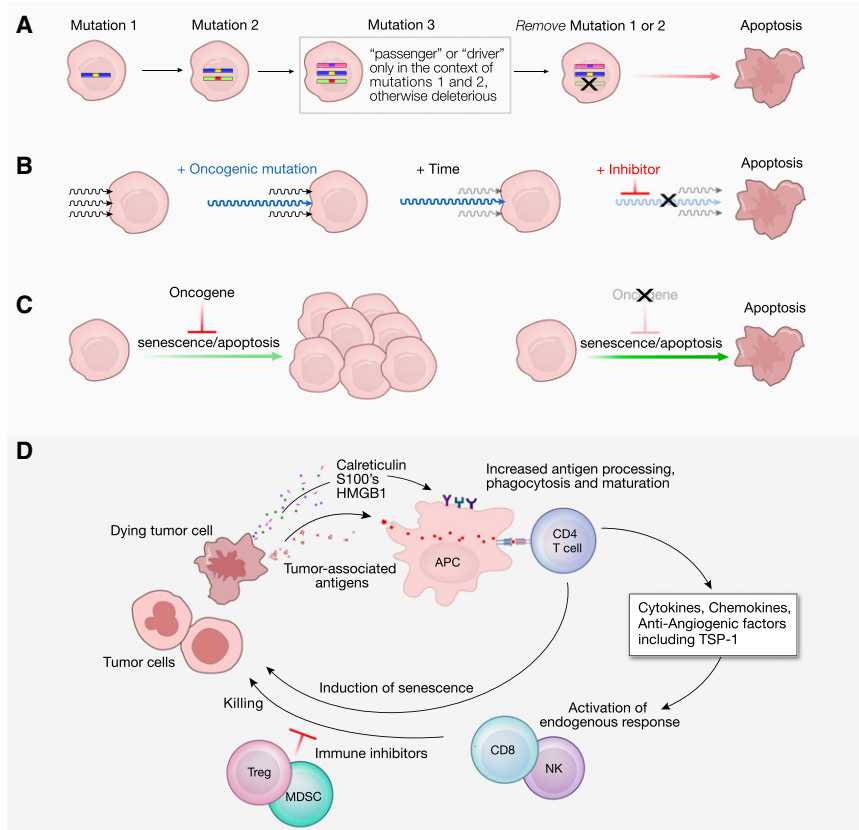 A
Mutation 1
Mutation 2
Mutation 3
Remove Mutation 1 or 2
Apoptosis
“passenger” or “driver”
only in the context of
mutations 1 and 2,
otherwise deleterious
B
+ Oncogenic mutation
+ Time
+ Inhibitor
Apoptosis
C
Oncogene
senescence/apoptosis
Oncogene
senescence/apoptosis
Apoptosis
D
Calreticulin
S100's
HMGB1
Increased antigen processing,
phagocytosis and maturation
Dying tumor cell
Tumor-associated
antigens
APC
CD4
T cell
Cytokines, Chemokines,
Anti-Angiogenic factors
including TSP-1
Tumor cells
Induction of senescence
Killing
Activation of
endogenous response
Immune inhibitors
CD8
NK
Treg
MDSC